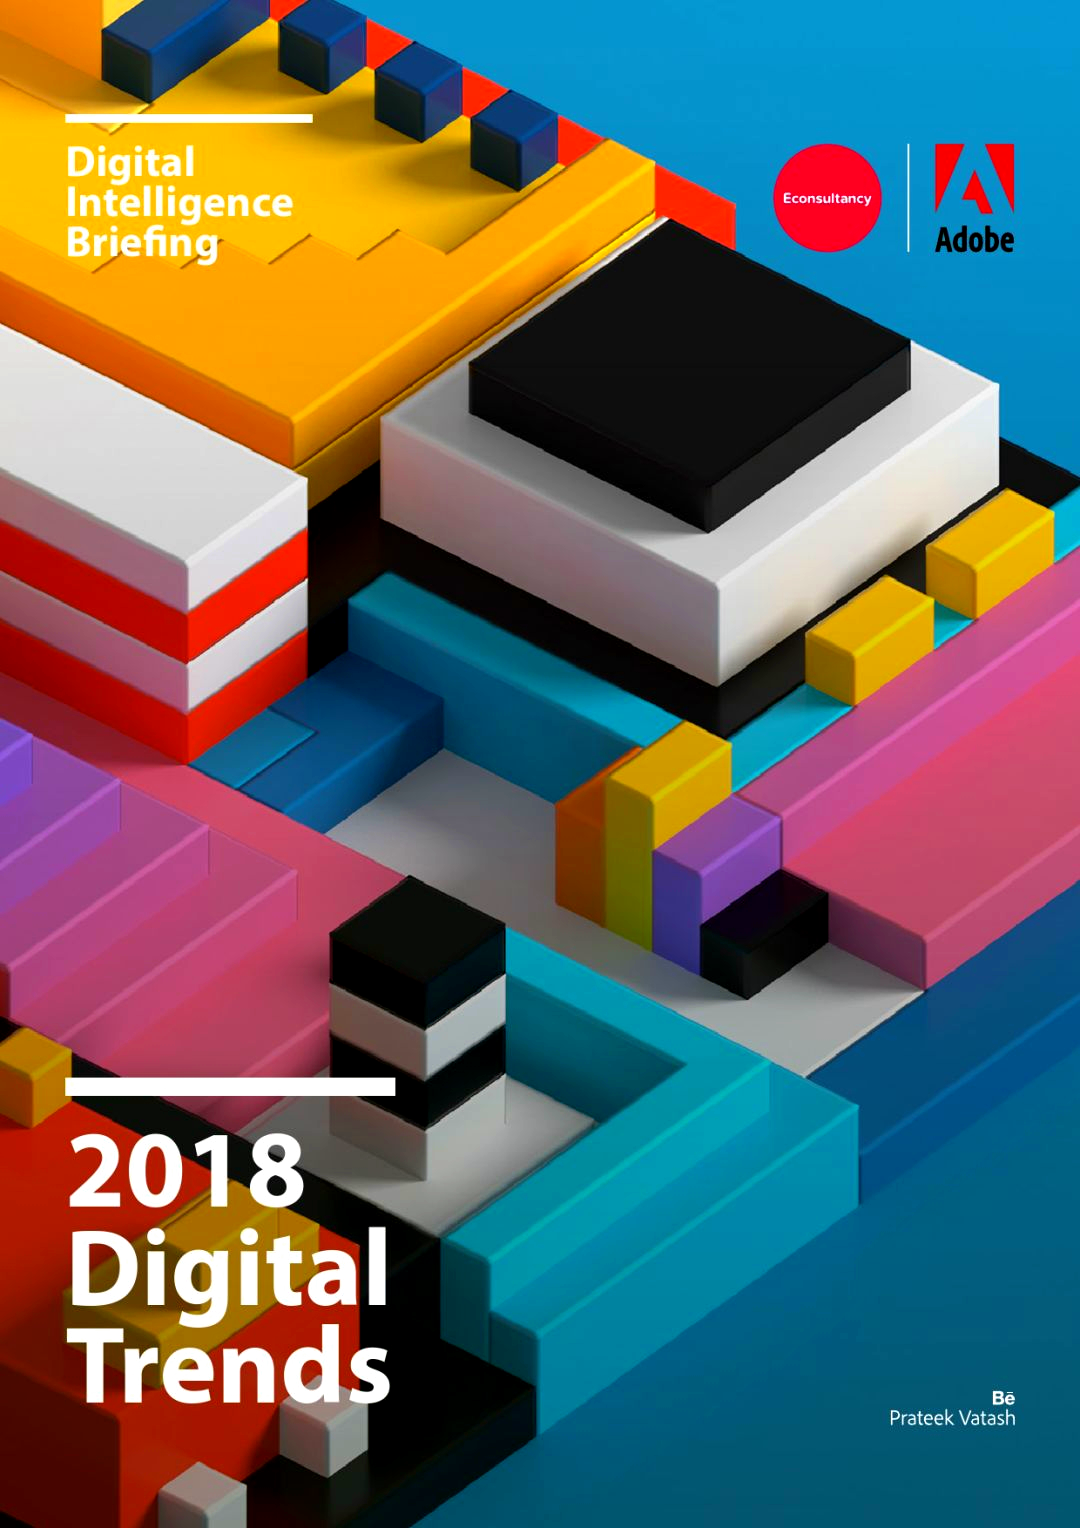 Digital
Intelligence
Briefing
Econsultancy
Adobe
2018
Digital
Trends
Bē
Prateek Vatash